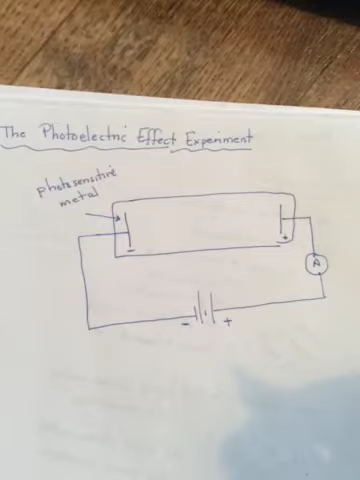 The Photoelectric Effect Experiment
photosensitive
metal
-
+
A
-
+